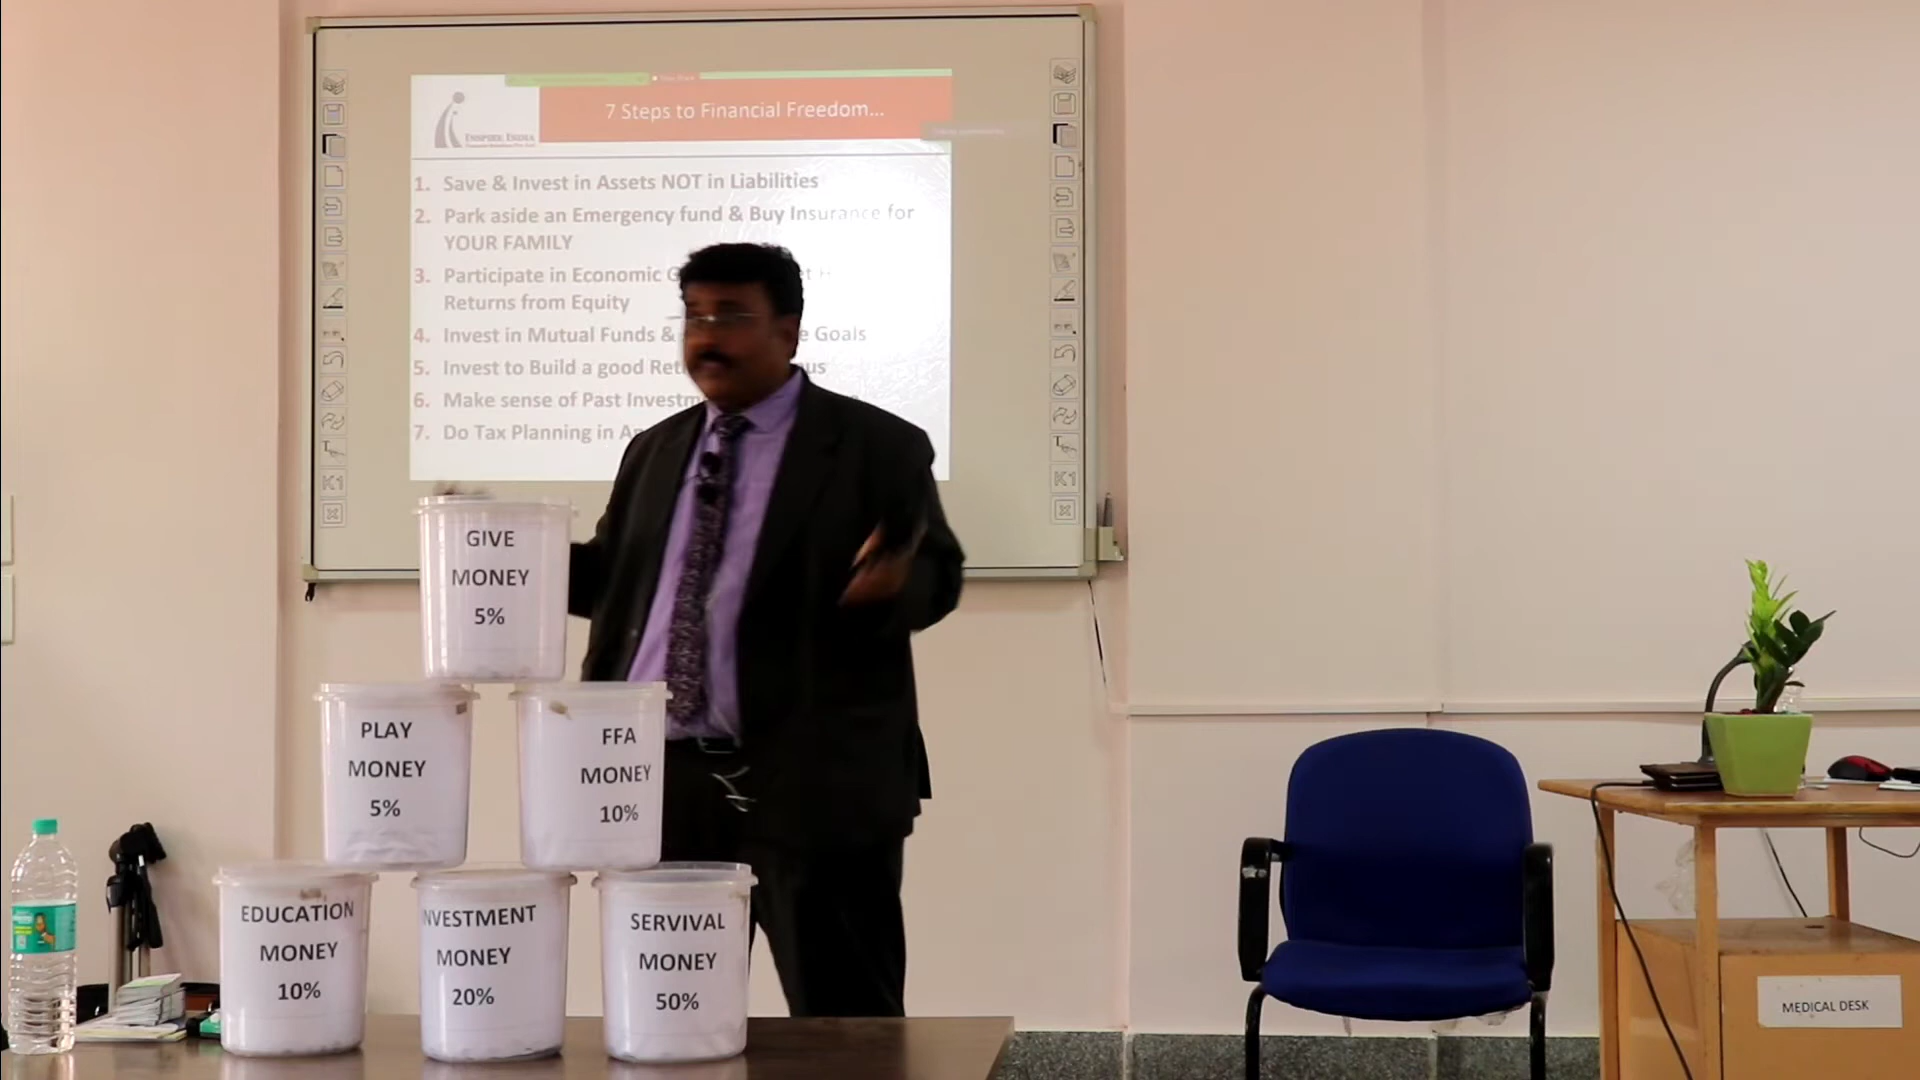 7 Steps to Financial Freedom...
INSPIRE INDIA
1. Save & Invest in Assets NOT in Liabilities
2. Park aside an Emergency fund & Buy Insurance for
YOUR FAMILY
3. Participate in Economic
Returns from Equity
4. Invest in Mutual Funds & Goals
5. Invest to Build a good
6. Make sense of Past
7. Do Tax Planning in
GIVE
MONEY
5%
PLAY
MONEY
5%
FFA
MONEY
10%
EDUCATION
MONEY
10%
NVESTMENT
MONEY
20%
SERVIVAL
MONEY
50%
MEDICAL DESK